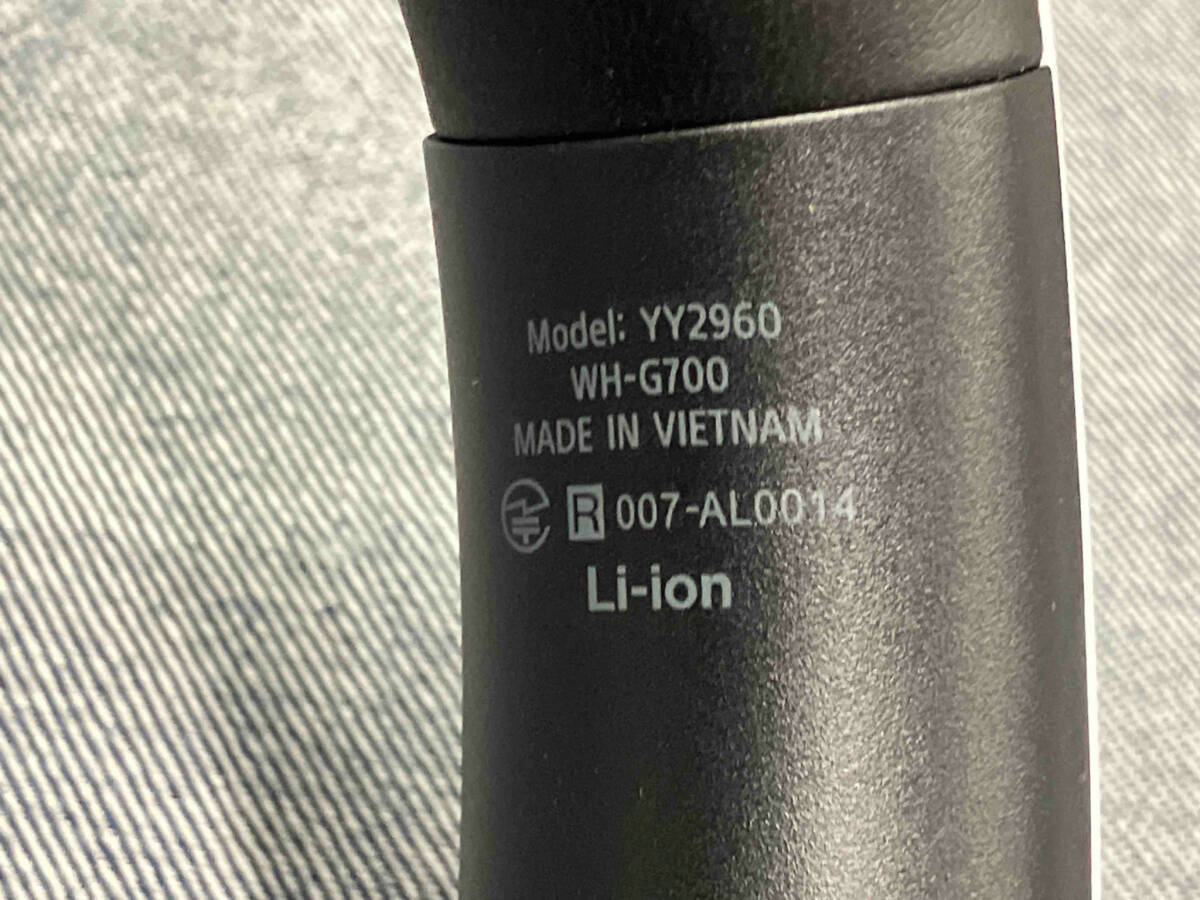 Model: YY2960
WH-G700
MADE IN VIETNAM
R 007-AL0014
Li-ion